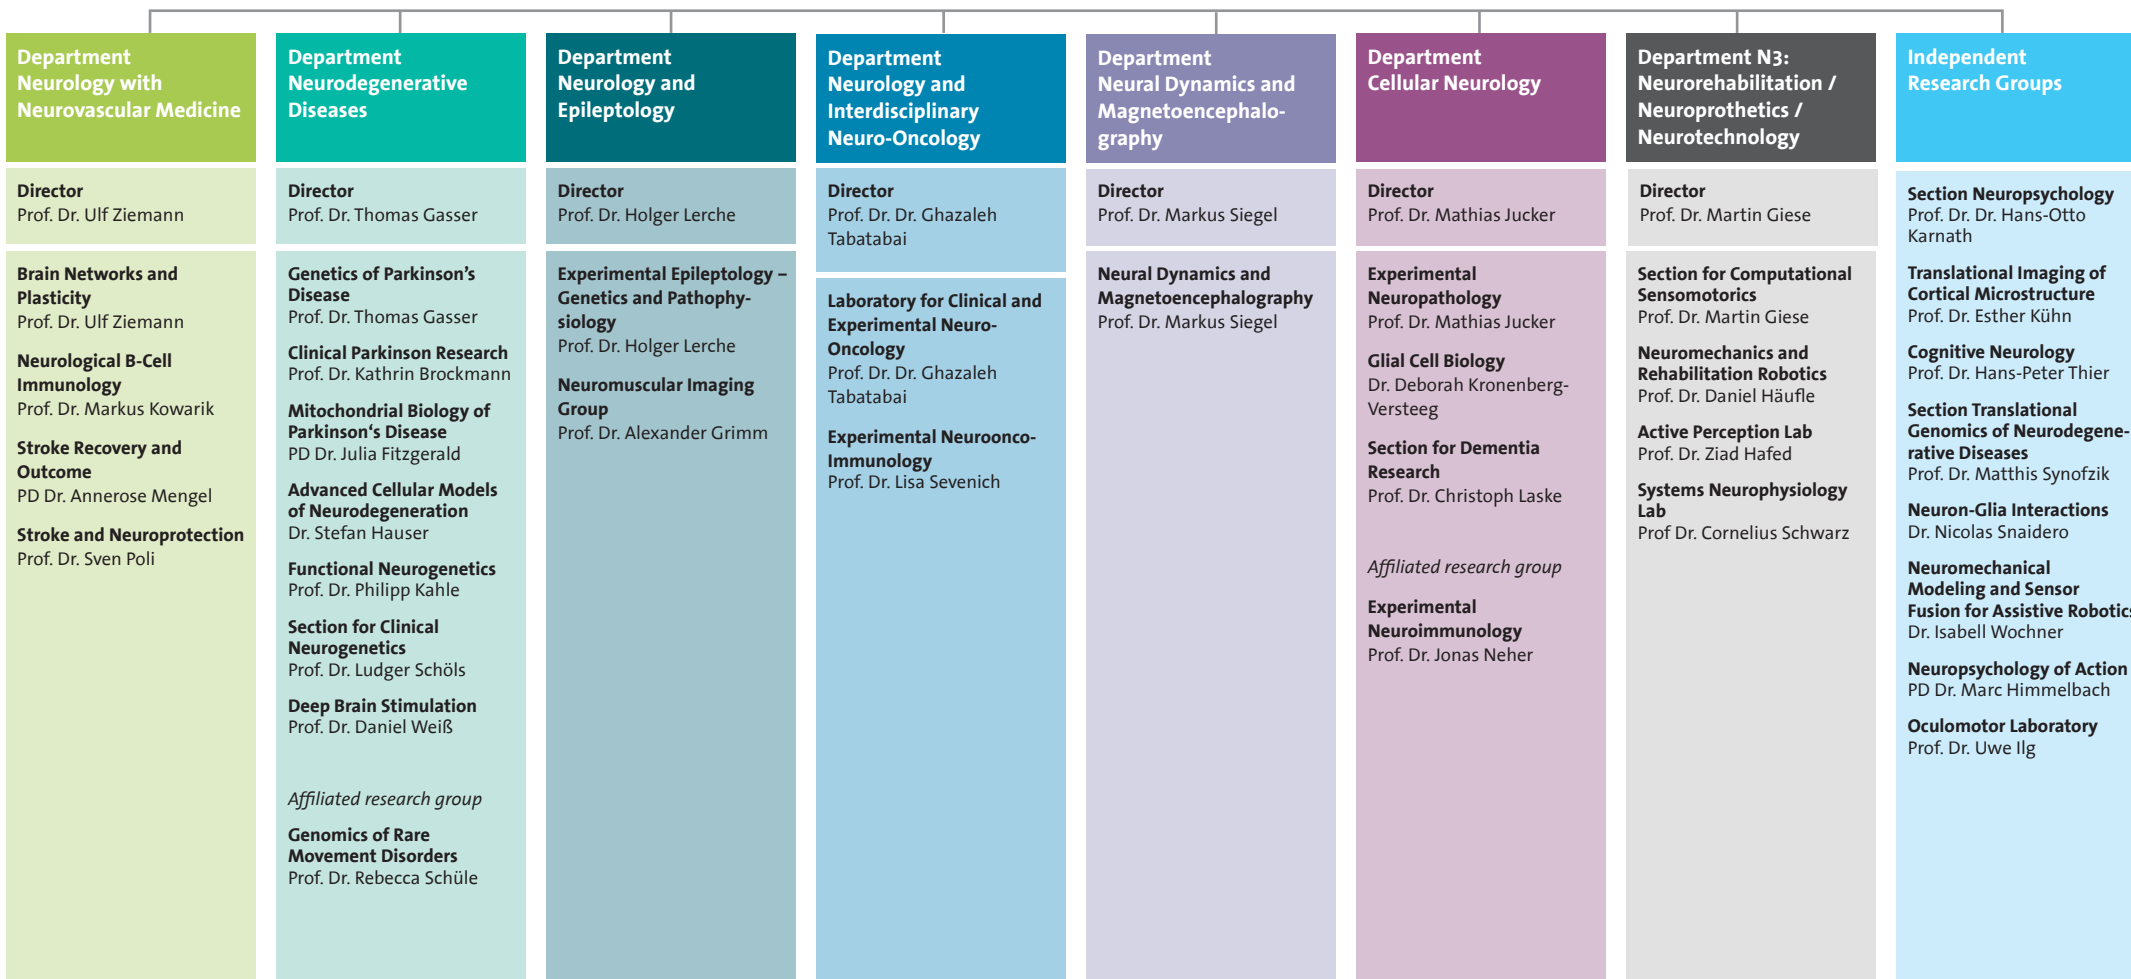 Department
Neurology with
Neurovascular Medicine
Director
Prof. Dr. Ulf Ziemann
Brain Networks and
Plasticity
Prof. Dr. Ulf Ziemann
Neurological B-Cell
Immunology
Prof. Dr. Markus Kowarik
Stroke Recovery and
Outcome
PD Dr. Annerose Mengel
Stroke and Neuroprotection
Prof. Dr. Sven Poli
Department
Neurodegenerative
Diseases
Director
Prof. Dr. Thomas Gasser
Genetics of Parkinson’s
Disease
Prof. Dr. Thomas Gasser
Clinical Parkinson Research
Prof. Dr. Kathrin Brockmann
Mitochondrial Biology of
Parkinson‘s Disease
PD Dr. Julia Fitzgerald
Advanced Cellular Models
of Neurodegeneration
Dr. Stefan Hauser
Functional Neurogenetics
Prof. Dr. Philipp Kahle
Section for Clinical
Neurogenetics
Prof. Dr. Ludger Schöls
Deep Brain Stimulation
Prof. Dr. Daniel Weiß
Affiliated research group
Genomics of Rare
Movement Disorders
Prof. Dr. Rebecca Schüle
Department
Neurology and
Epileptology
Director
Prof. Dr. Holger Lerche
Experimental Epileptology –
Genetics and Pathophy-
siology
Prof. Dr. Holger Lerche
Neuromuscular Imaging
Group
Prof. Dr. Alexander Grimm
Department
Neurology and
Interdisciplinary
Neuro-Oncology
Director
Prof. Dr. Dr. Ghazaleh
Tabatabai
Laboratory for Clinical and
Experimental Neuro-
Oncology
Prof. Dr. Dr. Ghazaleh
Tabatabai
Experimental Neuroonco-
Immunology
Prof. Dr. Lisa Sevenich
Department
Neural Dynamics and
Magnetoencephalo-
graphy
Director
Prof. Dr. Markus Siegel
Neural Dynamics and
Magnetoencephalography
Prof. Dr. Markus Siegel
Department
Cellular Neurology
Director
Prof. Dr. Mathias Jucker
Experimental
Neuropathology
Prof. Dr. Mathias Jucker
Glial Cell Biology
Dr. Deborah Kronenberg-
Versteeg
Section for Dementia
Research
Prof. Dr. Christoph Laske
Affiliated research group
Experimental
Neuroimmunology
Prof. Dr. Jonas Neher
Department N3:
Neurorehabilitation /
Neuroprothetics /
Neurotechnology
Director
Prof. Dr. Martin Giese
Section for Computational
Sensomotorics
Prof. Dr. Martin Giese
Neuromechanics and
Rehabilitation Robotics
Prof. Dr. Daniel Häufle
Active Perception Lab
Prof. Dr. Ziad Hafed
Systems Neurophysiology
Lab
Prof Dr. Cornelius Schwarz
Independent
Research Groups
Section Neuropsychology
Prof. Dr. Dr. Hans-Otto
Karnath
Translational Imaging of
Cortical Microstructure
Prof. Dr. Esther Kühn
Cognitive Neurology
Prof. Dr. Hans-Peter Thier
Section Translational
Genomics of Neurodegene-
rative Diseases
Prof. Dr. Matthis Synofzik
Neuron-Glia Interactions
Dr. Nicolas Snaidero
Neuromechanical
Modeling and Sensor
Fusion for Assistive Robotics
Dr. Isabell Wochner
Neuropsychology of Action
PD Dr. Marc Himmelbach
Oculomotor Laboratory
Prof. Dr. Uwe Ilg